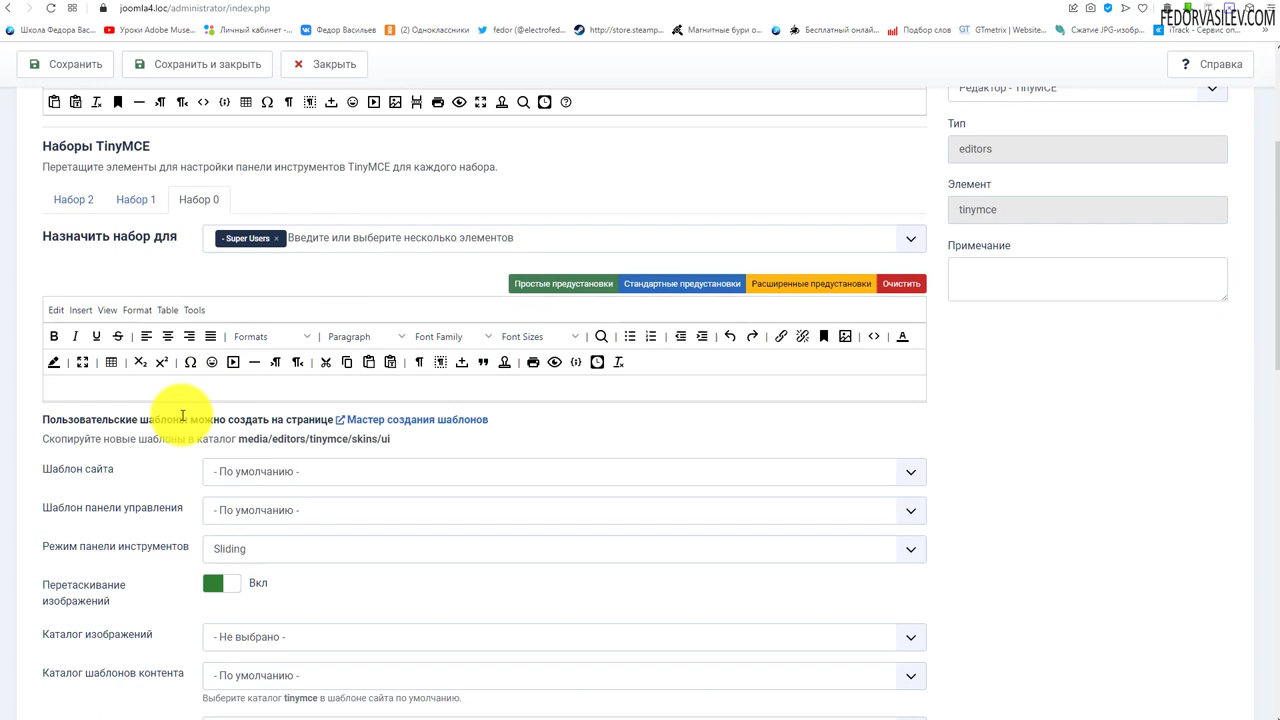 joomla4.loc/administrator/index.php
FEDORVASILEV.COM
Школа Федора Вас...
Уроки Adobe Muse...
Личный кабинет -...
Федор Васильев
(2) Одноклассники
fedor (@electrofed...
http://store.steamp...
Магнитные бури о...
Бесплатный онлай...
Подбор слов
GTmetrix | Website...
Сжатие JPG-изобр...
iTrack - Сервис оп...
Сохранить
Сохранить и закрыть
Закрыть
? Справка
Редактор - TinyMCE
Тип
editors
Элемент
tinymce
Примечание
Наборы TinyMCE
Перетащите элементы для настройки панели инструментов TinyMCE для каждого набора.
Набор 2
Набор 1
Набор 0
Назначить набор для
- Super Users ×
Введите или выберите несколько элементов
Простые предустановки
Стандартные предустановки
Расширенные предустановки
Очистить
Edit Insert View Format Table Tools
Formats
Paragraph
Font Family
Font Sizes
Пользовательские шаблоны можно создать на странице Мастер создания шаблонов
Скопируйте новые шаблоны в каталог media/editors/tinymce/skins/ui
Шаблон сайта
- По умолчанию -
Шаблон панели управления
- По умолчанию -
Режим панели инструментов
Sliding
Перетаскивание
изображений
Вкл
Каталог изображений
- Не выбрано -
Каталог шаблонов контента
- По умолчанию -
Выберите каталог tinymce в шаблоне сайта по умолчанию.